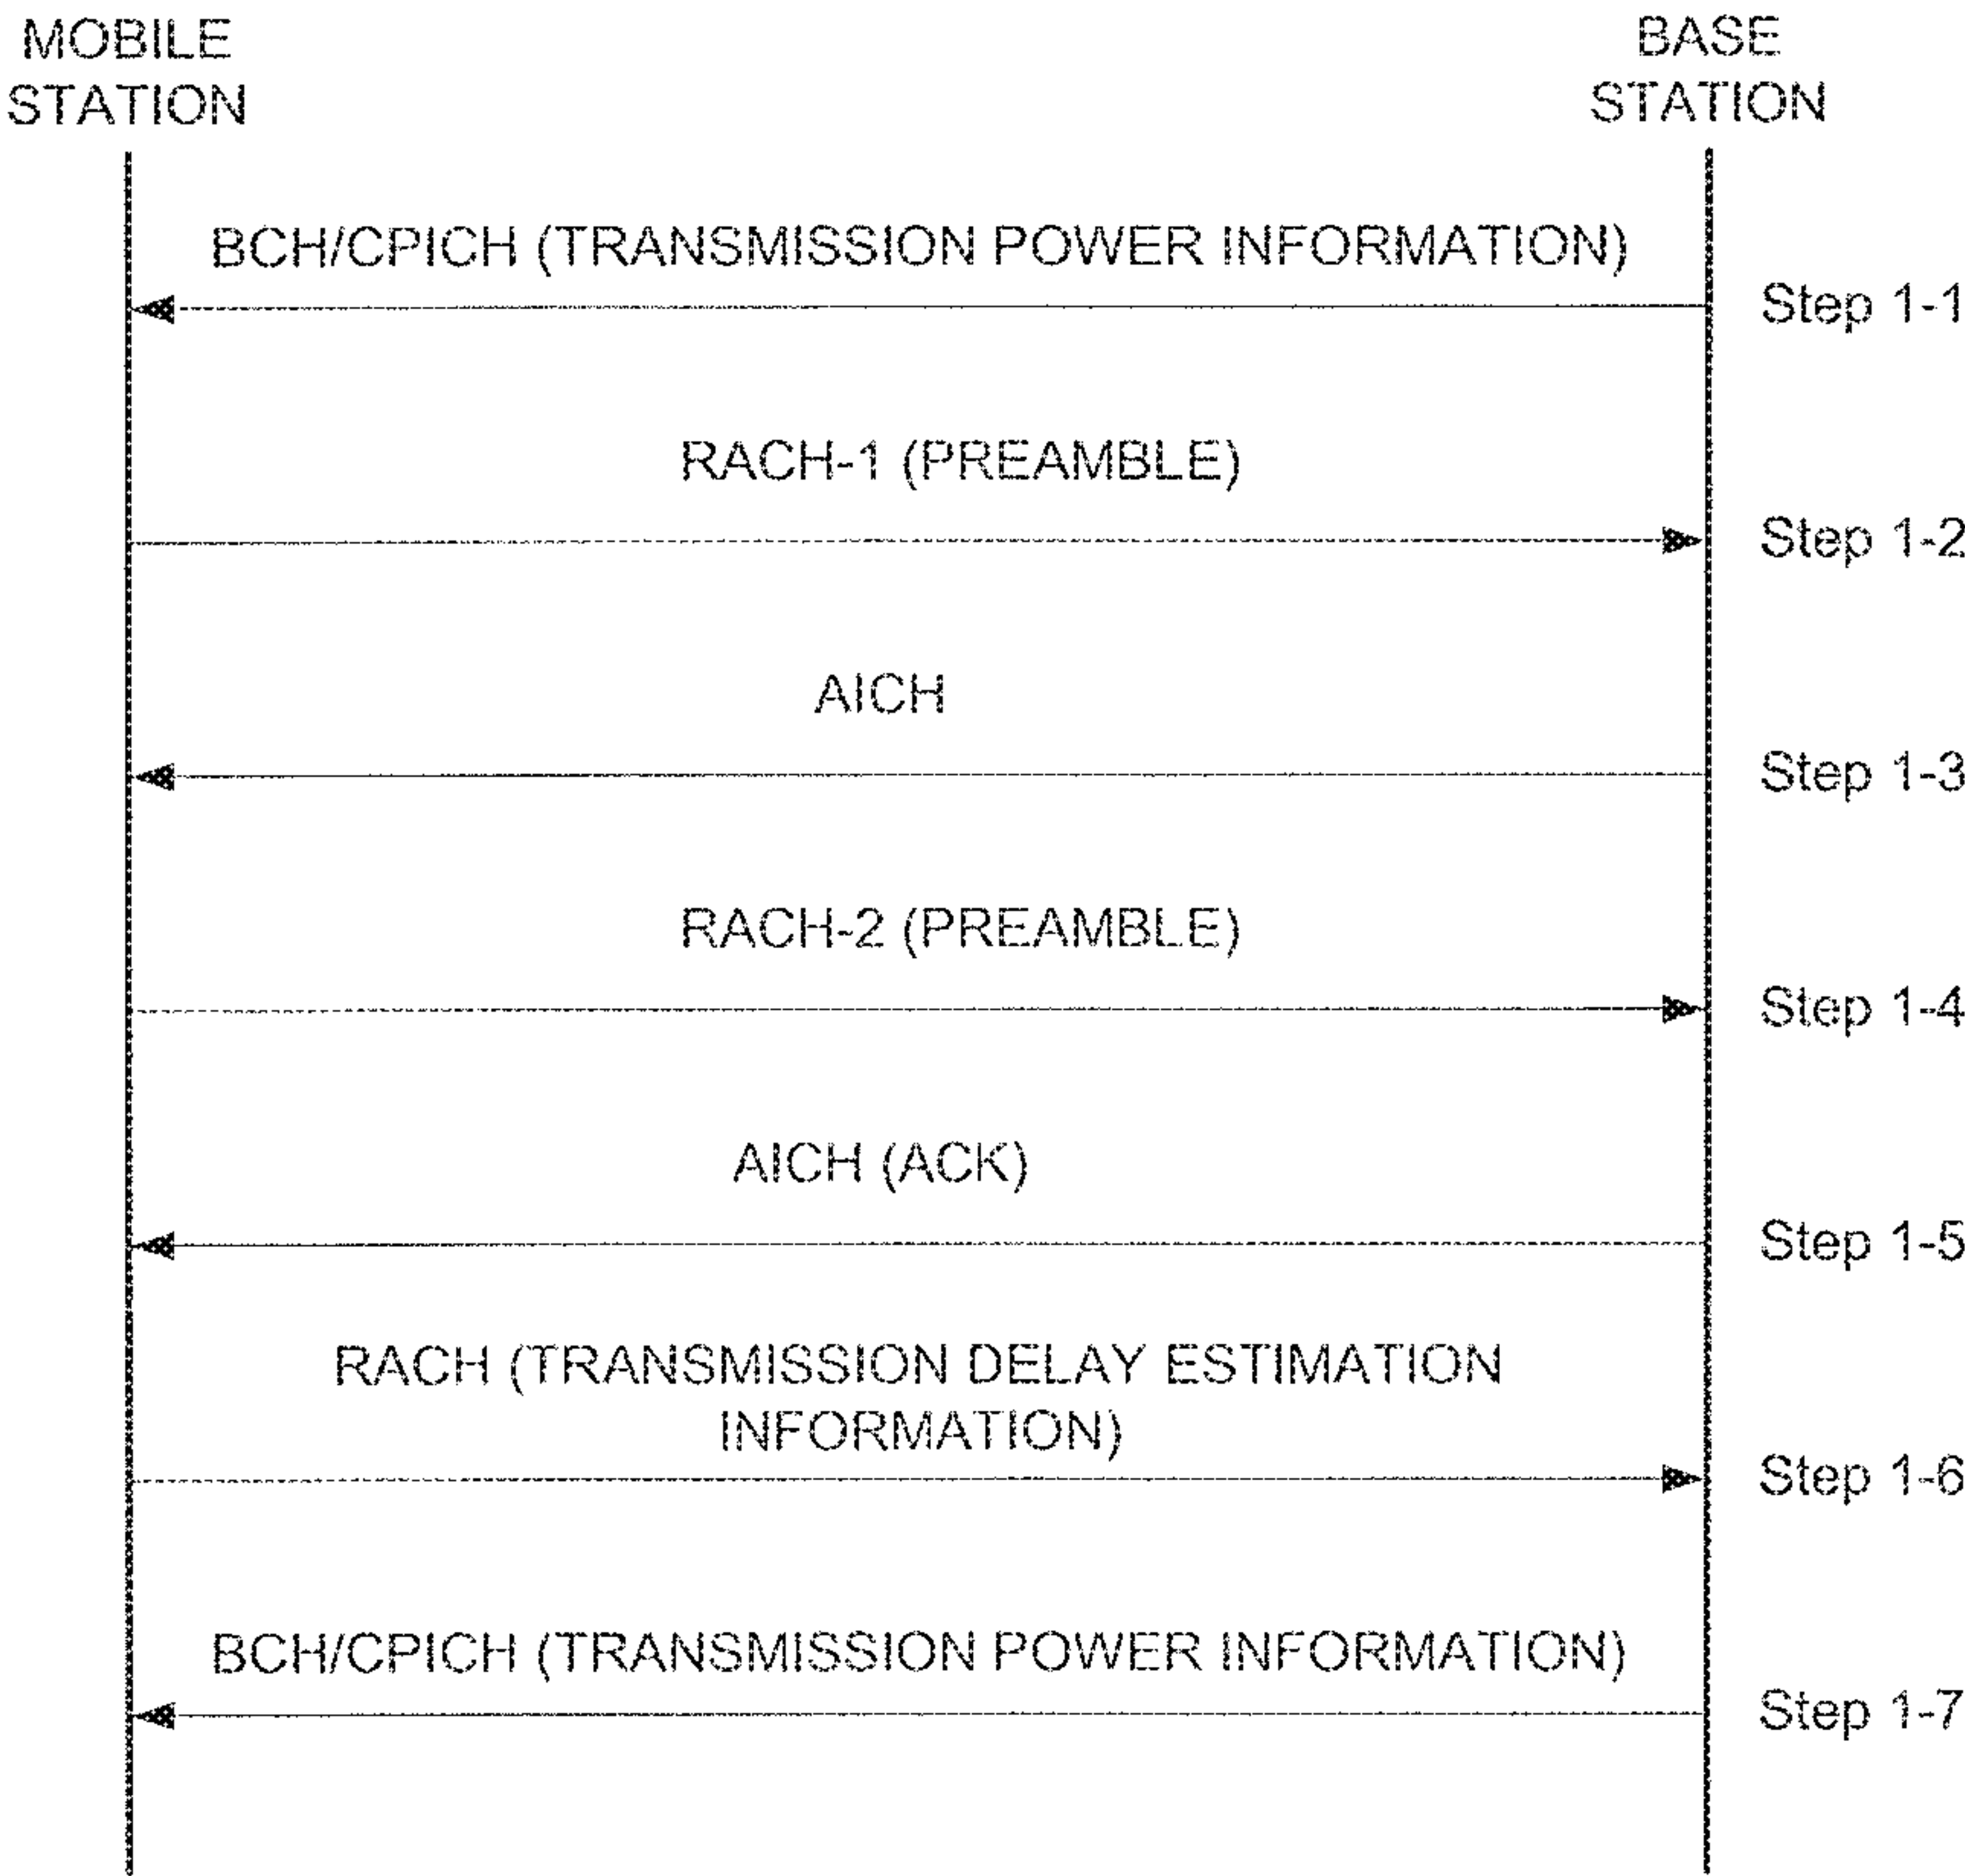 MOBILE
STATION
BASE
STATION
BCH/CPICH (TRANSMISSION POWER INFORMATION)
Step 1-1
RACH-1 (PREAMBLE)
Step 1-2
AICH
Step 1-3
RACH-2 (PREAMBLE)
Step 1-4
AICH (ACK)
Step 1-5
RACH (TRANSMISSION DELAY ESTIMATION
INFORMATION)
Step 1-6
BCH/CPICH (TRANSMISSION POWER INFORMATION)
Step 1-7